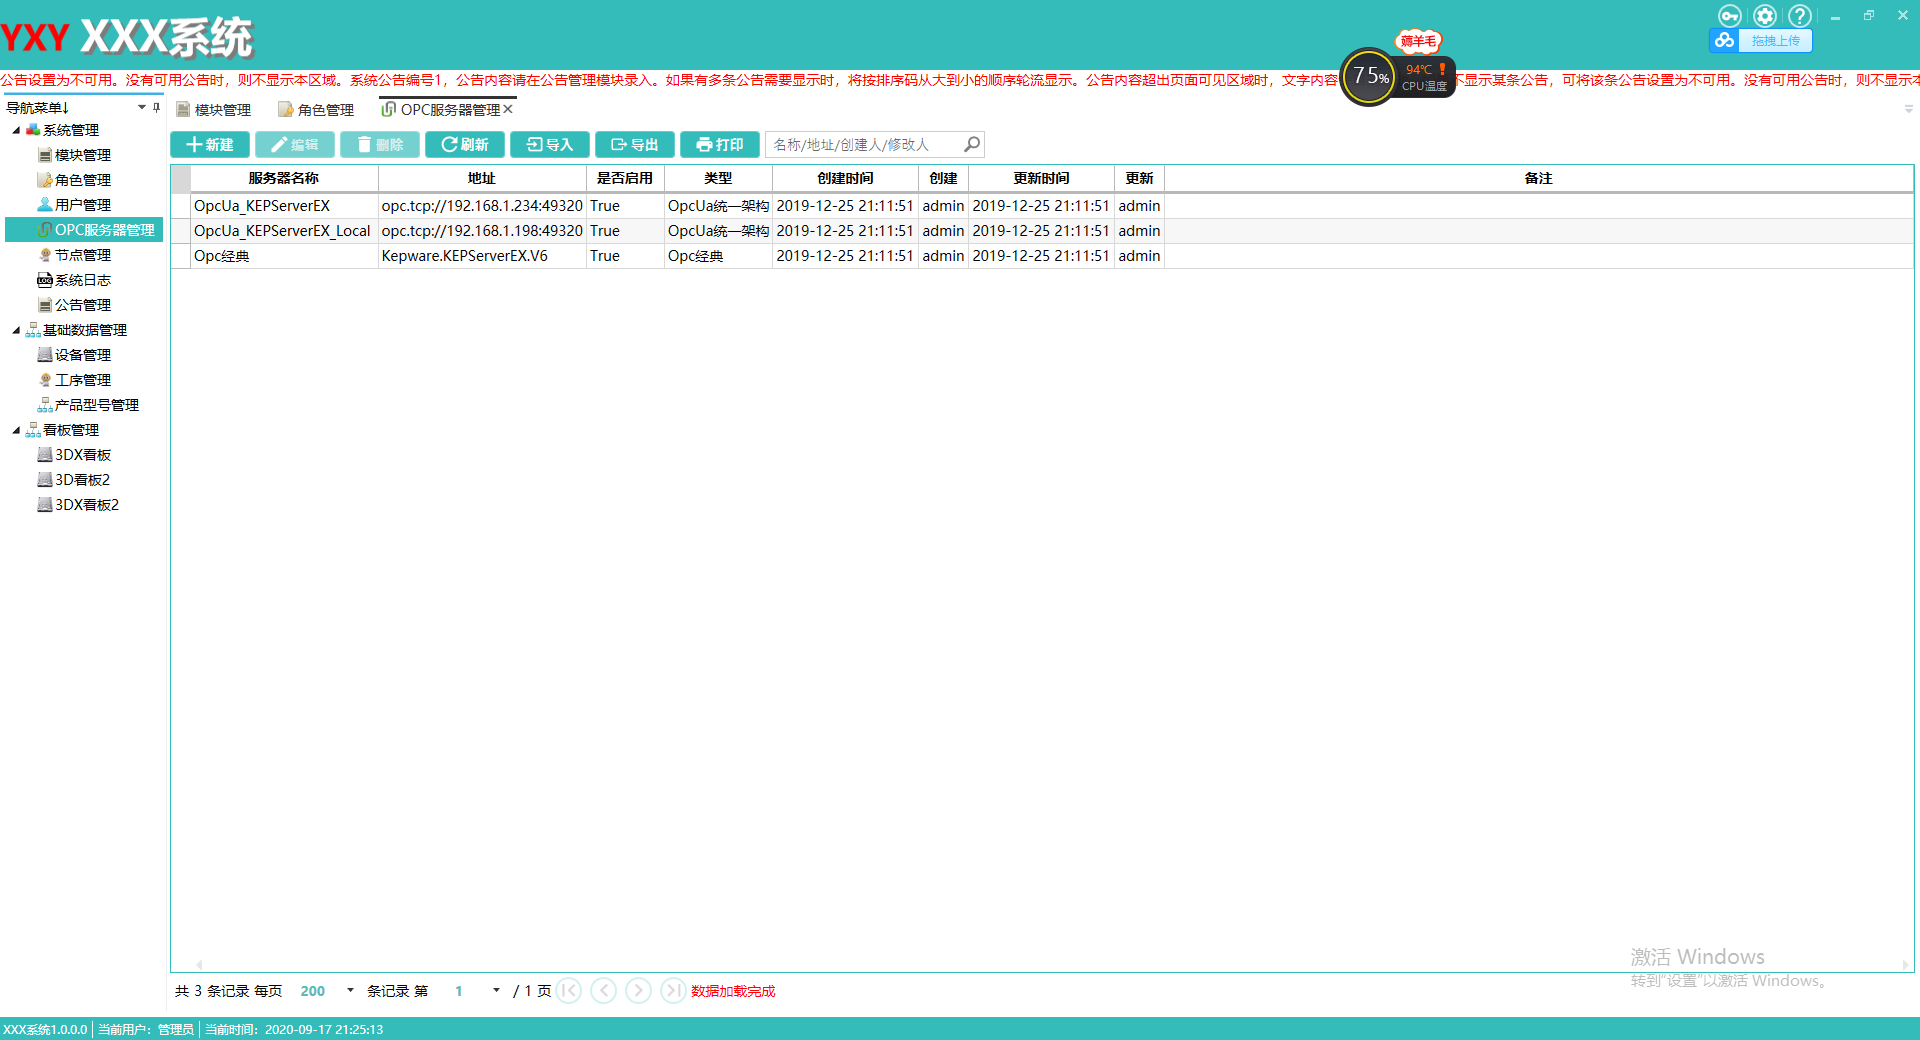 YXY XXX系统
拖拽上传
薅羊毛
75%
94℃
CPU温度
公告设置为不可用。没有可用公告时，则不显示本区域。系统公告编号1，公告内容请在公告管理模块录入。如果有多条公告需要显示时，将按排序码从大到小的顺序轮流显示。公告内容超出页面可见区域时，文字内容
不显示某条公告，可将该条公告设置为不可用。没有可用公告时，则不显示本
导航菜单↓
模块管理 角色管理 OPC服务器管理
新建 编辑 删除 刷新 导入 导出 打印 名称/地址/创建人/修改人
系统管理
模块管理
角色管理
用户管理
OPC服务器管理
节点管理
系统日志
公告管理
基础数据管理
设备管理
工序管理
产品型号管理
看板管理
3DX看板
3D看板2
3DX看板2
服务器名称 地址 是否启用 类型 创建时间 创建 更新时间 更新 备注
OpcUa_KEPServerEX opc.tcp://192.168.1.234:49320 True OpcUa统一架构 2019-12-25 21:11:51 admin 2019-12-25 21:11:51 admin
OpcUa_KEPServerEX_Local opc.tcp://192.168.1.198:49320 True OpcUa统一架构 2019-12-25 21:11:51 admin 2019-12-25 21:11:51 admin
Opc经典 Kepware.KEPServerEX.V6 True Opc经典 2019-12-25 21:11:51 admin 2019-12-25 21:11:51 admin
激活 Windows
转到“设置”以激活 Windows。
共 3 条记录 每页 200 条记录 第 1 / 1 页 数据加载完成
XXX系统1.0.0.0 当前用户：管理员 当前时间：2020-09-17 21:25:13